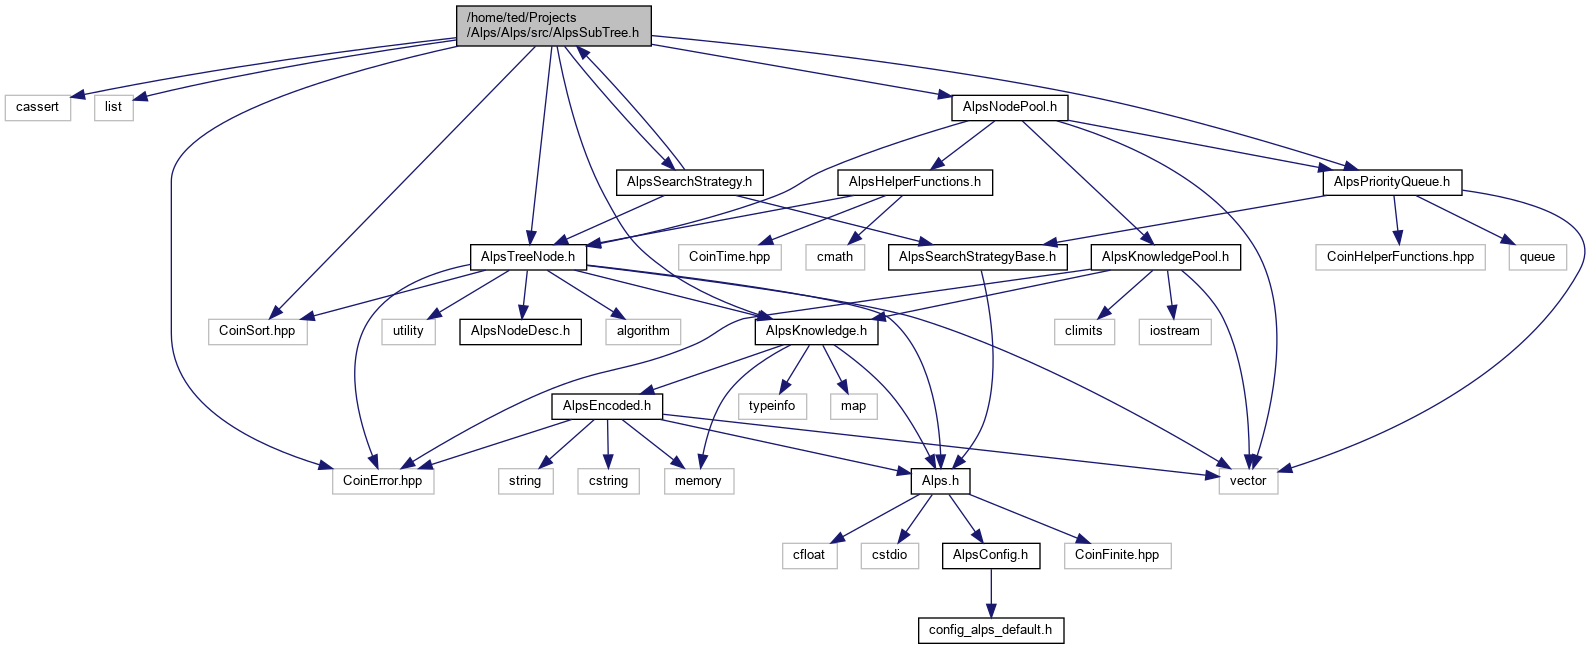 /home/ted/Projects
/Alps/Alps/src/AlpsSubTree.h
cassert
list
AlpsNodePool.h
AlpsSearchStrategy.h
AlpsHelperFunctions.h
AlpsPriorityQueue.h
AlpsTreeNode.h
CoinTime.hpp
cmath
AlpsSearchStrategyBase.h
AlpsKnowledgePool.h
CoinHelperFunctions.hpp
queue
CoinSort.hpp
utility
AlpsNodeDesc.h
algorithm
AlpsKnowledge.h
climits
iostream
AlpsEncoded.h
typeinfo
map
CoinError.hpp
string
cstring
memory
Alps.h
vector
cfloat
cstdio
AlpsConfig.h
CoinFinite.hpp
config_alps_default.h